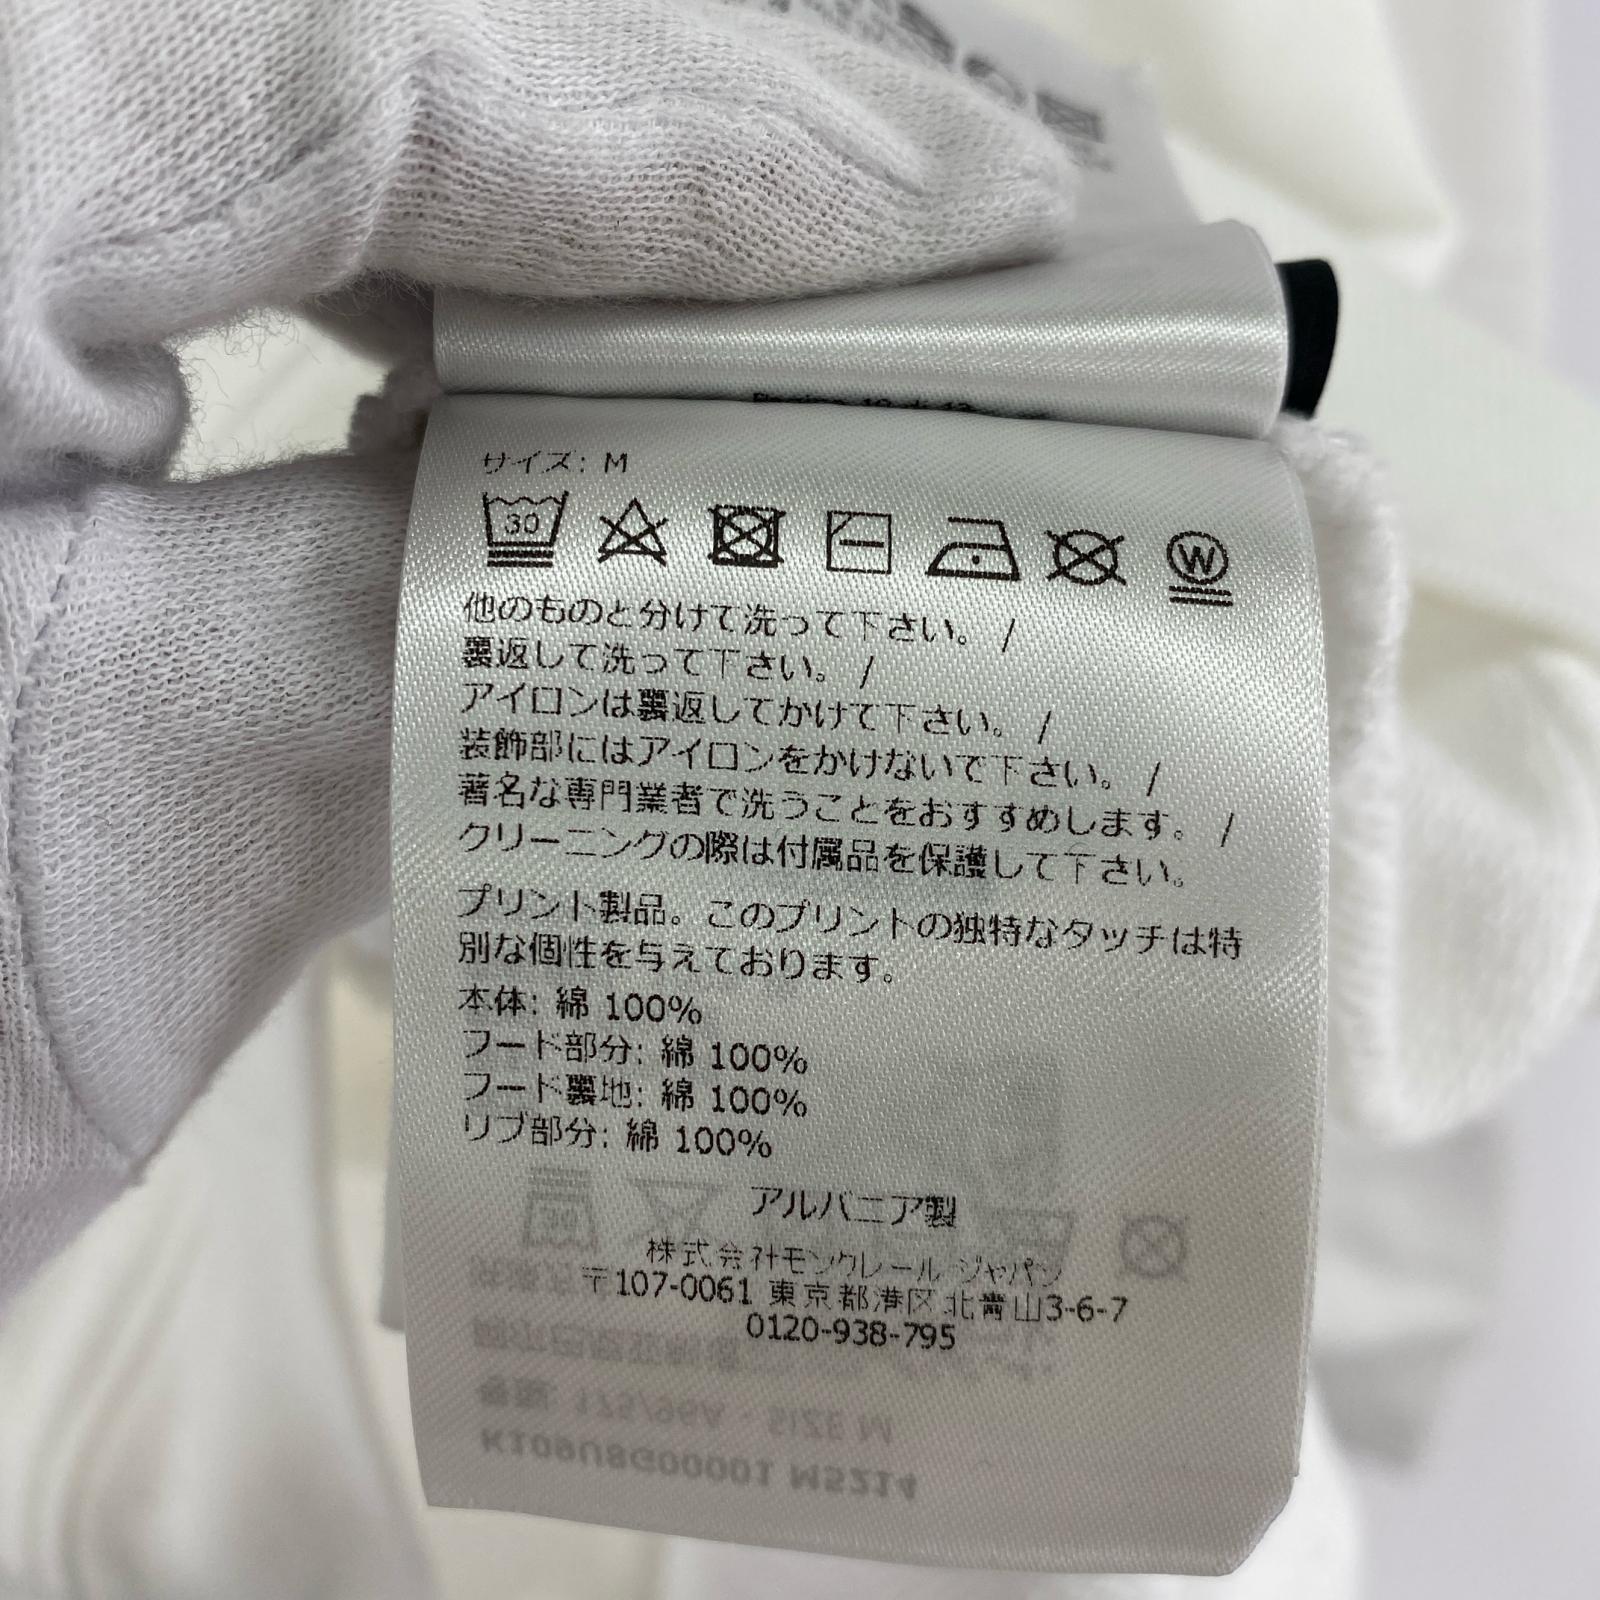 サイズ: M
30
W
他のものと分けて洗って下さい。 /
裏返して洗って下さい。 /
アイロンは裏返してかけて下さい。 /
装飾部にはアイロンをかけないで下さい。 /
著名な専門業者で洗うことをおすすめします。 /
クリーニングの際は付属品を保護して下さい。
プリント製品。このプリントの独特なタッチは特
別な個性を与えております。
本体: 綿 100%
フード部分: 綿 100%
フード裏地: 綿 100%
リブ部分: 綿 100%
アルバニア製
株式会社モンクレール ジャパン
〒107-0061 東京都港区北青山3-6-7
0120-938-795
175/96A - SIZE M
K109U8G00001 M5214